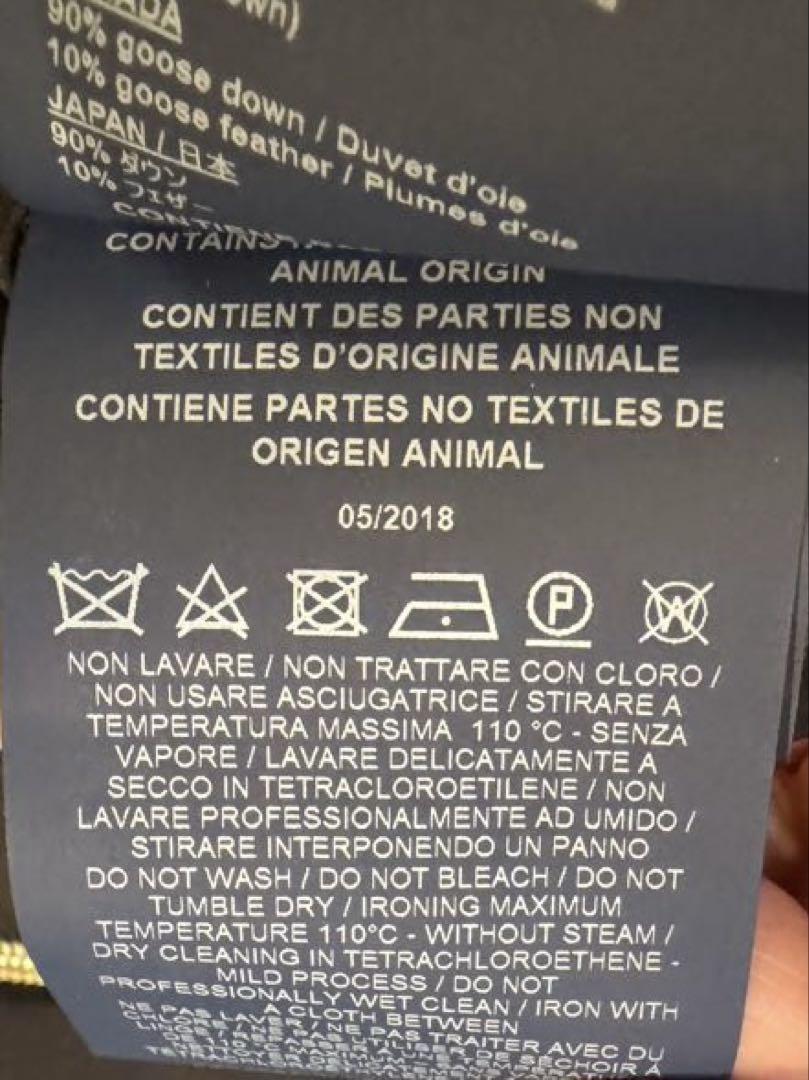 90% goose down / Duvet d'oie
10% goose feather / Plumes d'oie
JAPAN / 日本
90% ダウン
10% フェザー
CONTAINS
ANIMAL ORIGIN
CONTIENT DES PARTIES NON
TEXTILES D'ORIGINE ANIMALE
CONTIENE PARTES NO TEXTILES DE
ORIGEN ANIMAL
05/2018
P W
NON LAVARE / NON TRATTARE CON CLORO /
NON USARE ASCIUGATRICE / STIRARE A
TEMPERATURA MASSIMA 110 °C - SENZA
VAPORE / LAVARE DELICATAMENTE A
SECCO IN TETRACLOROETILENE / NON
LAVARE PROFESSIONALMENTE AD UMIDO /
STIRARE INTERPONENDO UN PANNO
DO NOT WASH / DO NOT BLEACH / DO NOT
TUMBLE DRY / IRONING MAXIMUM
TEMPERATURE 110°C - WITHOUT STEAM /
DRY CLEANING IN TETRACHLOROETHENE -
MILD PROCESS / DO NOT
PROFESSIONALLY WET CLEAN / IRON WITH
A CLOTH BETWEEN
NE PAS LAVER / NE PAS TRAITER AVEC DU